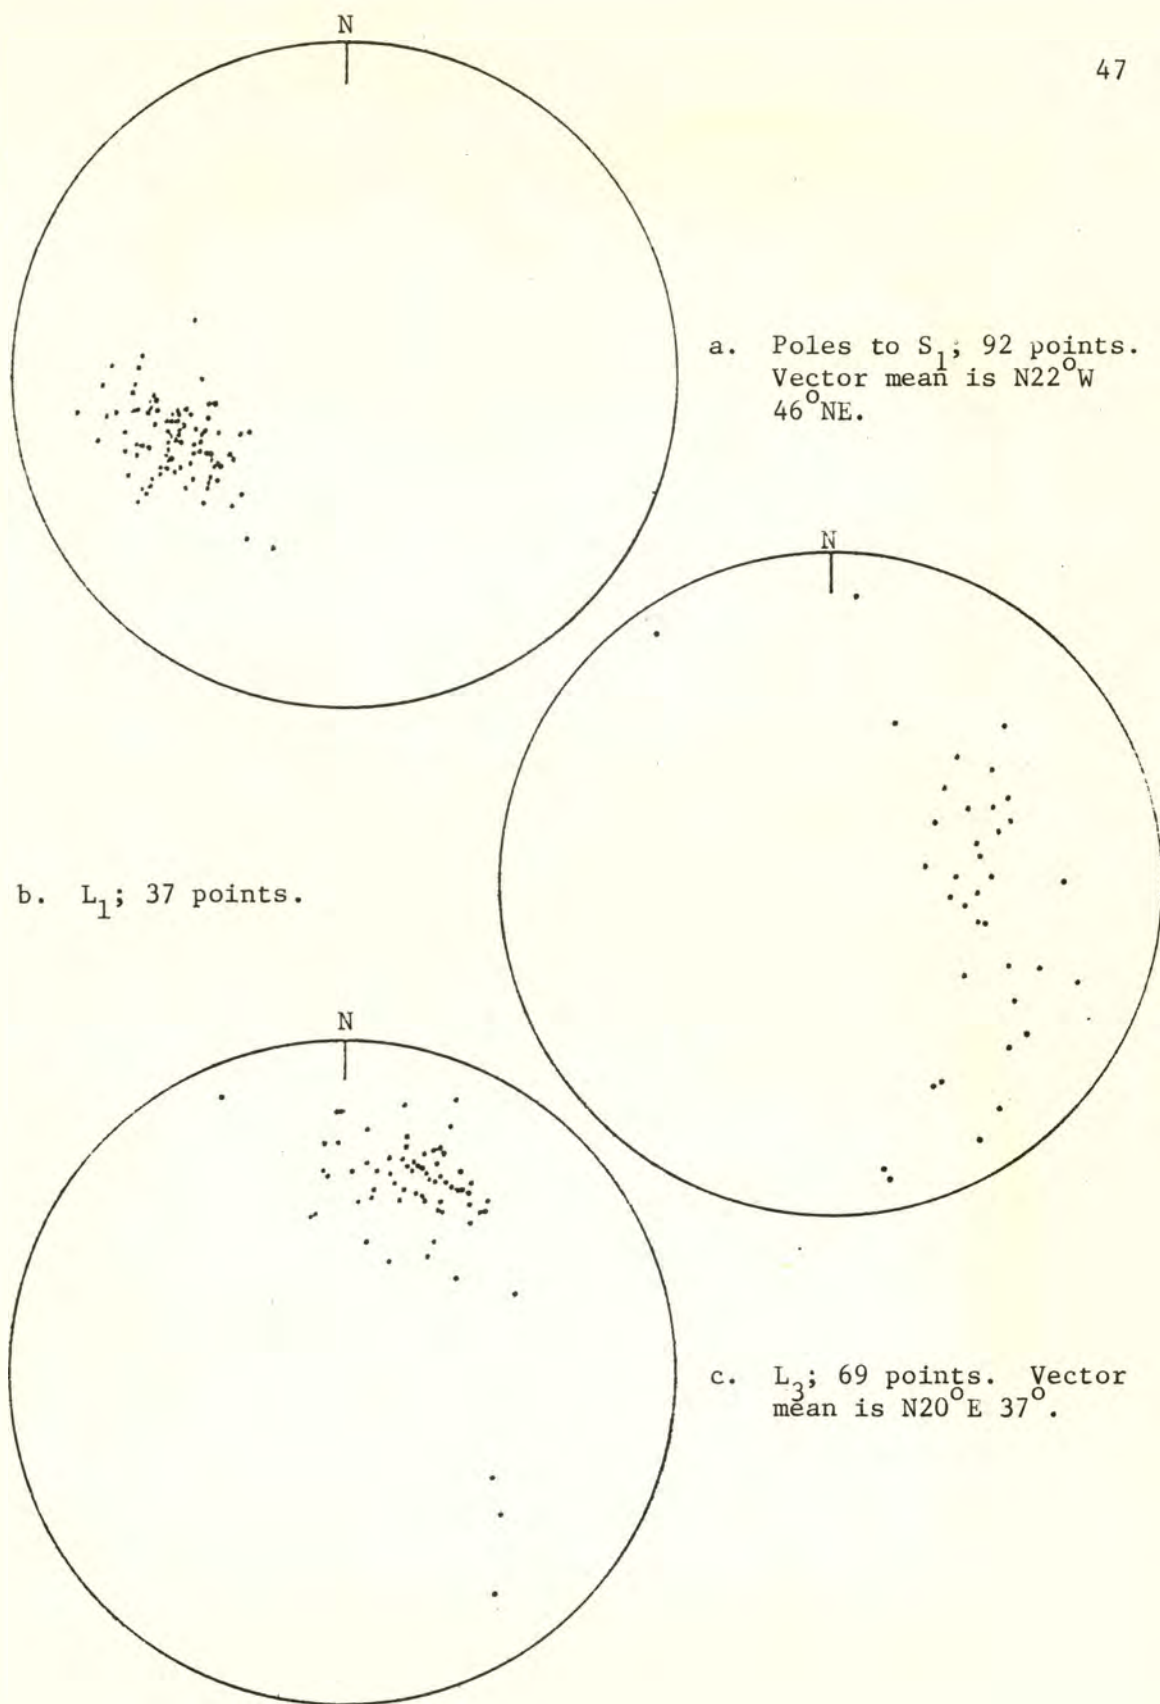 N
47
a. Poles to S₁; 92 points.
Vector mean is N22°W
46°NE.
N
b. L₁; 37 points.
N
c. L₃; 69 points. Vector
mean is N20°E 37°.